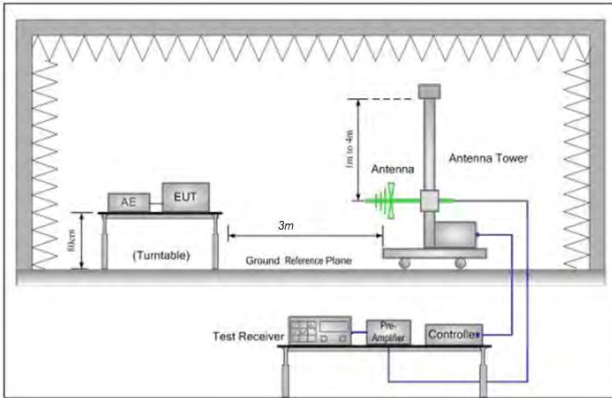 1m to 4m
Antenna
Antenna Tower
AE
EUT
80cm
(Turntable)
3m
Ground Reference Plane
Test Receiver
Pre-
Amplifier
Controller